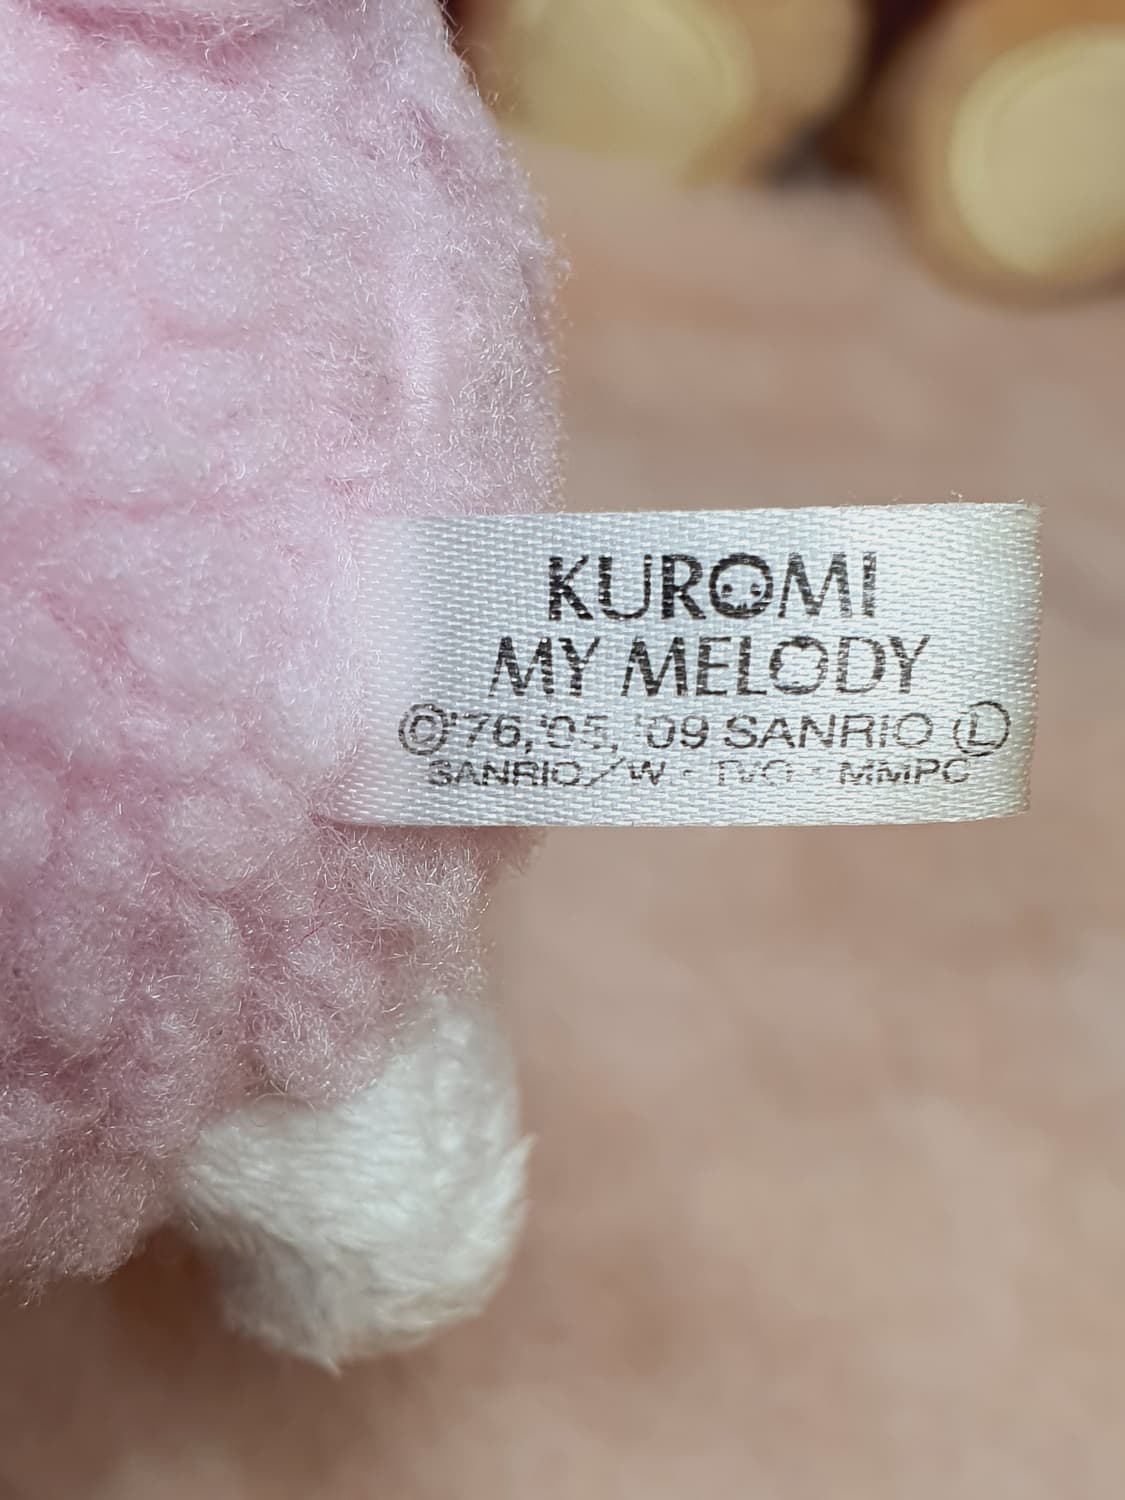 KUROMI
MY MELODY
©'76,'05, '09 SANRIO Ⓛ
SANRIO／W・TVO・MMPC